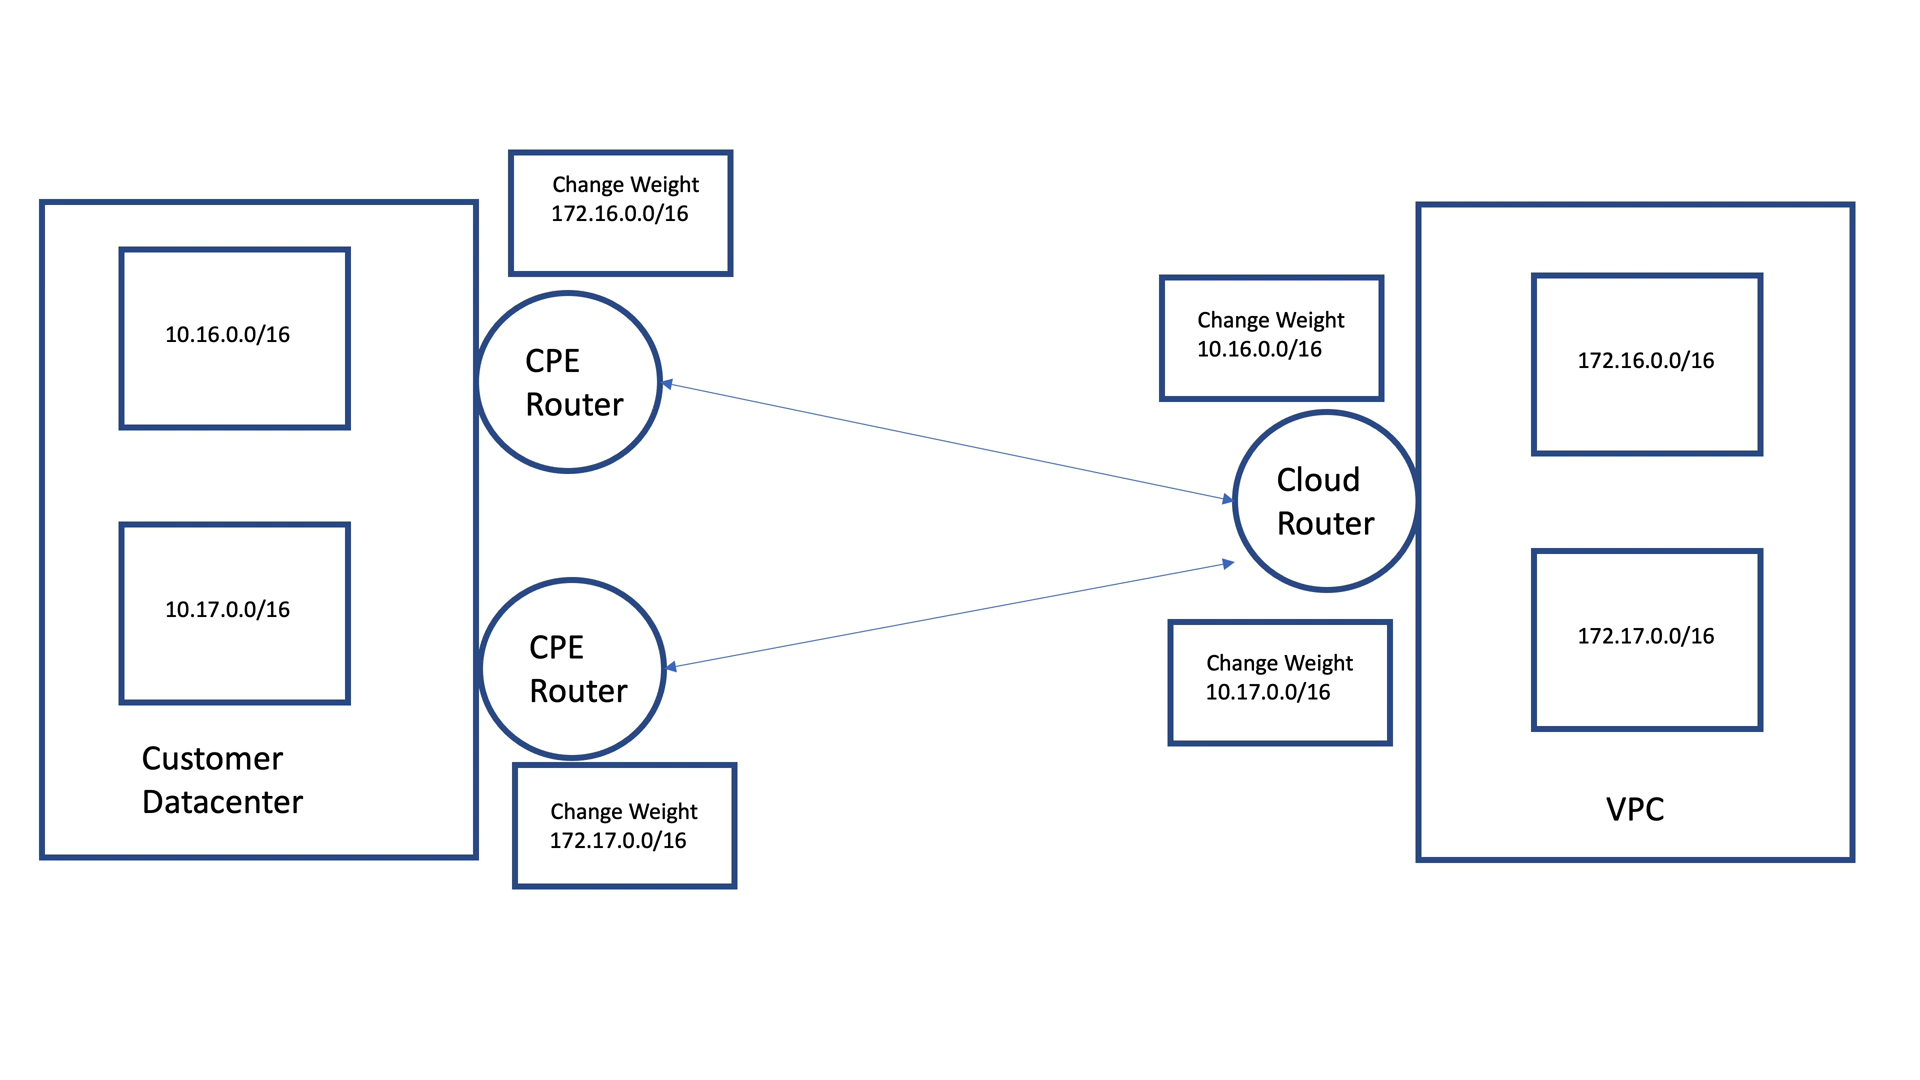 Change Weight
172.16.0.0/16
10.16.0.0/16
CPE
Router
10.17.0.0/16
CPE
Router
Customer
Datacenter
Change Weight
172.17.0.0/16
Change Weight
10.16.0.0/16
Cloud
Router
Change Weight
10.17.0.0/16
172.16.0.0/16
172.17.0.0/16
VPC